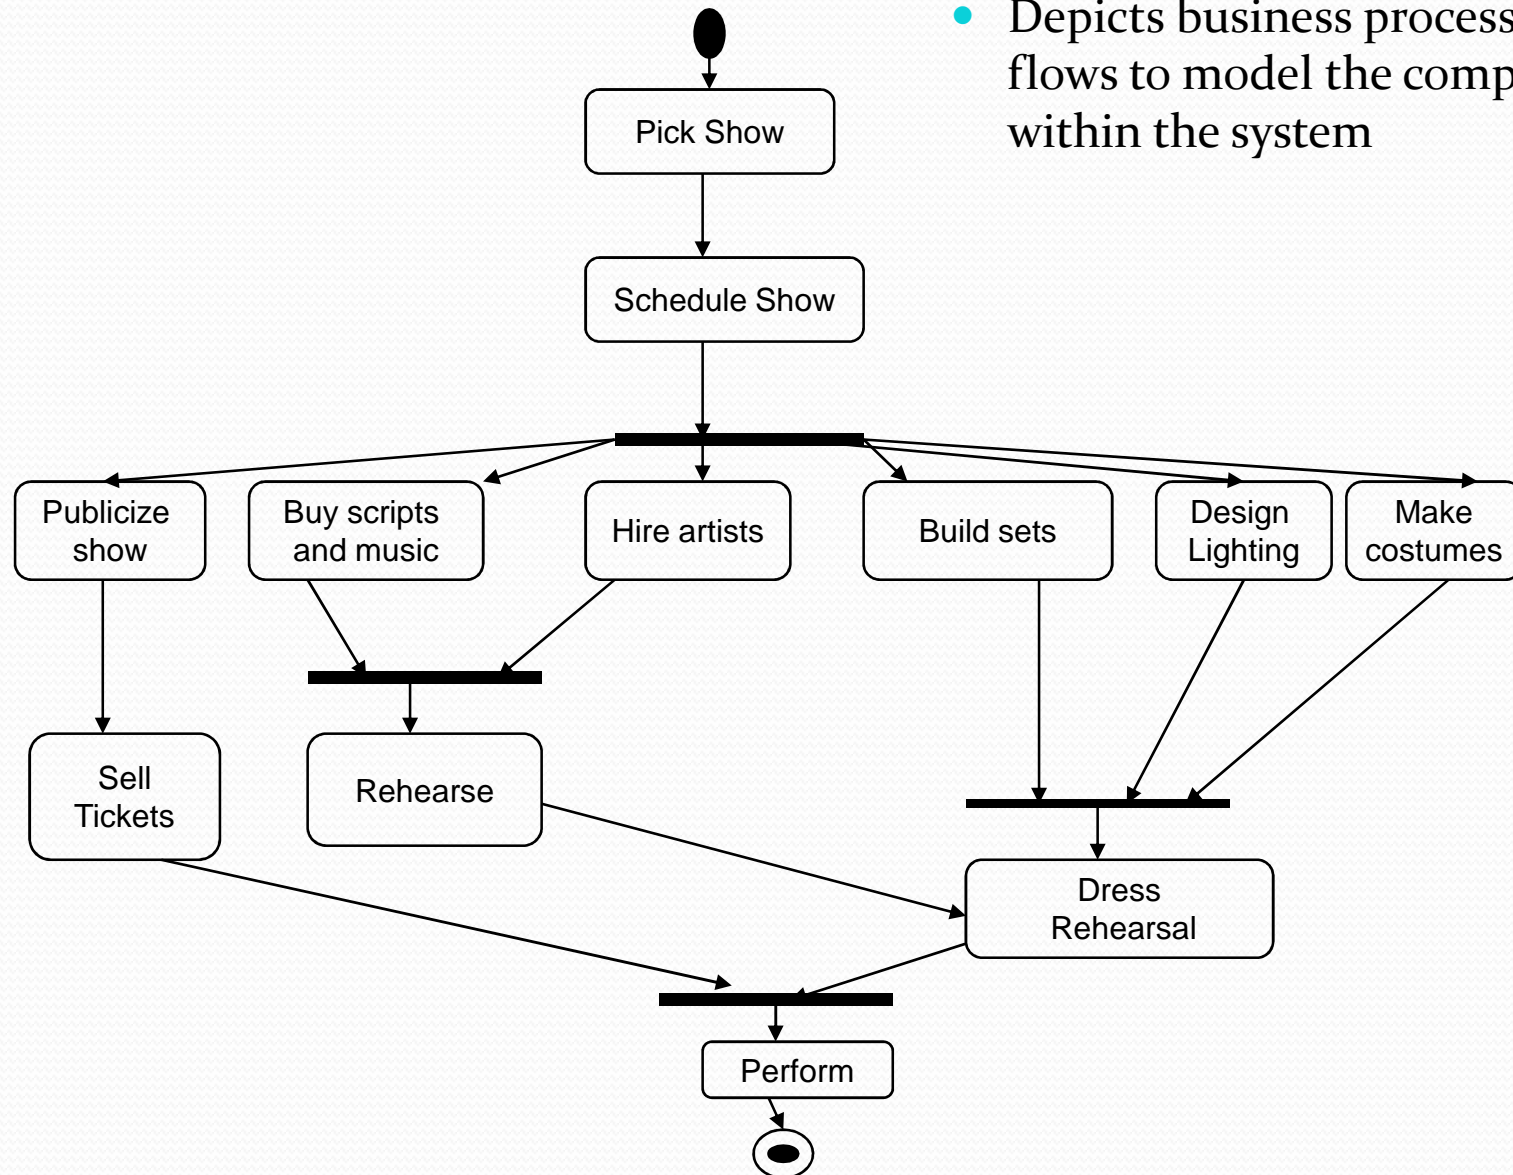 • Depicts business process
flows to model the comp
within the system
Pick Show
Schedule Show
Publicize
show
Buy scripts
and music
Hire artists
Build sets
Design
Lighting
Make
costumes
Sell
Tickets
Rehearse
Dress
Rehearsal
Perform